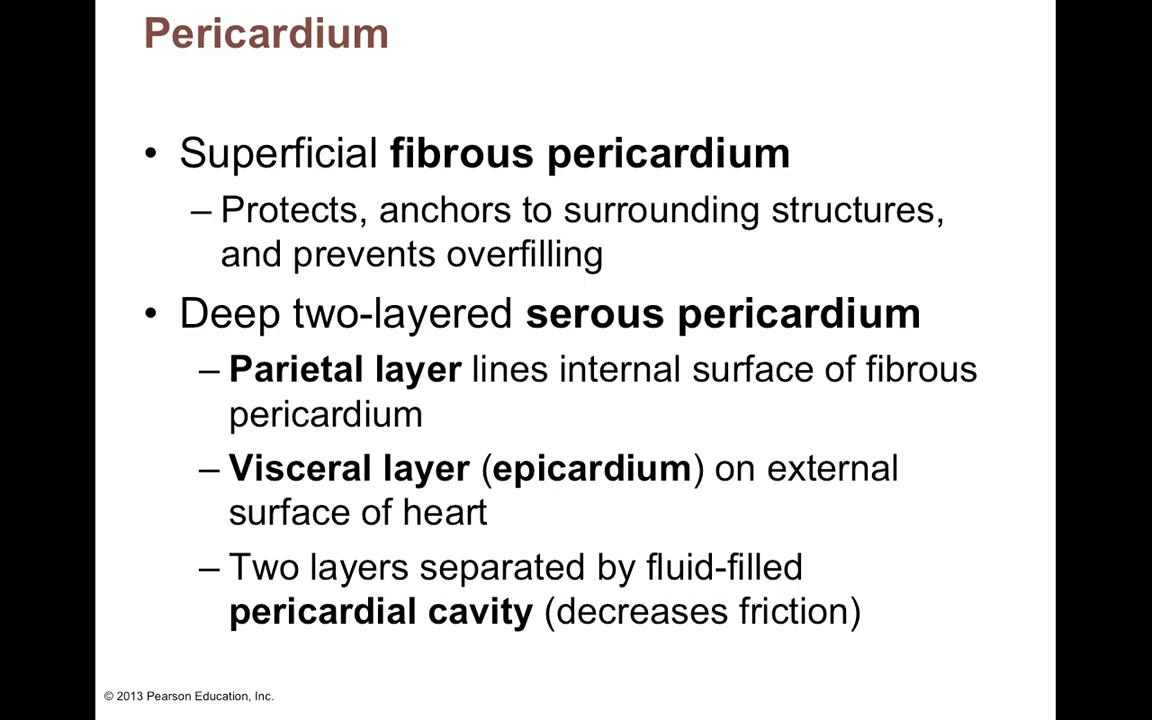 Pericardium
• Superficial fibrous pericardium
– Protects, anchors to surrounding structures,
and prevents overfilling
• Deep two-layered serous pericardium
– Parietal layer lines internal surface of fibrous
pericardium
– Visceral layer (epicardium) on external
surface of heart
– Two layers separated by fluid-filled
pericardial cavity (decreases friction)
© 2013 Pearson Education, Inc.